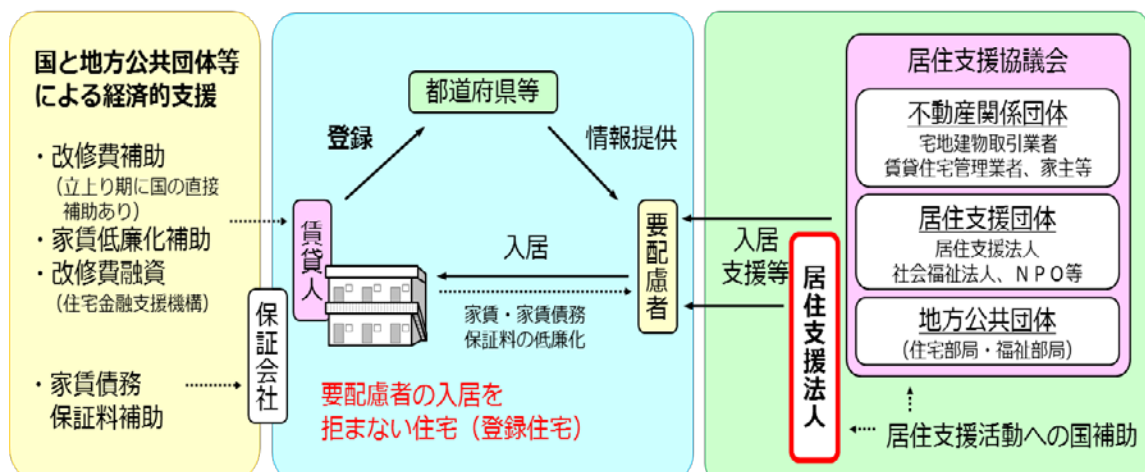 国と地方公共団体等
による経済的支援
・改修費補助
(立上り期に国の直接
補助あり)
・家賃低廉化補助
・改修費融資
(住宅金融支援機構)
・家賃債務
保証料補助
保証会社
都道府県等
登録
情報提供
賃貸人
要配慮者
入居
家賃・家賃債務
保証料の低廉化
要配慮者の入居を
拒まない住宅（登録住宅）
入居
支援等
居住支援法人
居住支援協議会
不動産関係団体
宅地建物取引業者
賃貸住宅管理業者、家主等
居住支援団体
居住支援法人
社会福祉法人、ＮＰＯ等
地方公共団体
(住宅部局・福祉部局)
居住支援活動への国補助